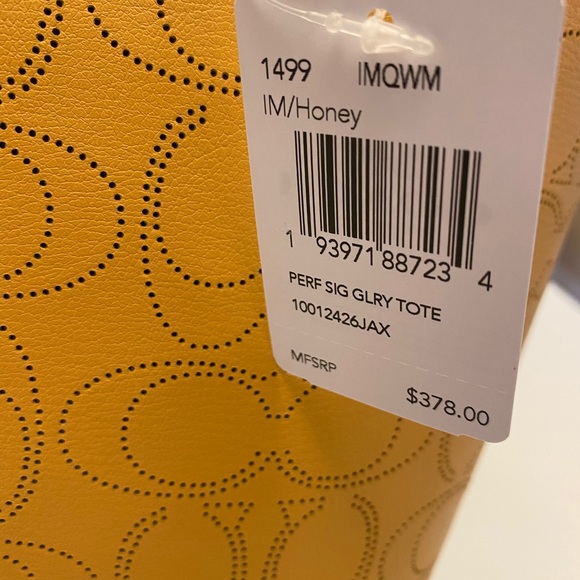 1499 IMQWM
IM/Honey
1 93971 88723 4
PERF SIG GLRY TOTE
10012426JAX
MFSRP
$378.00